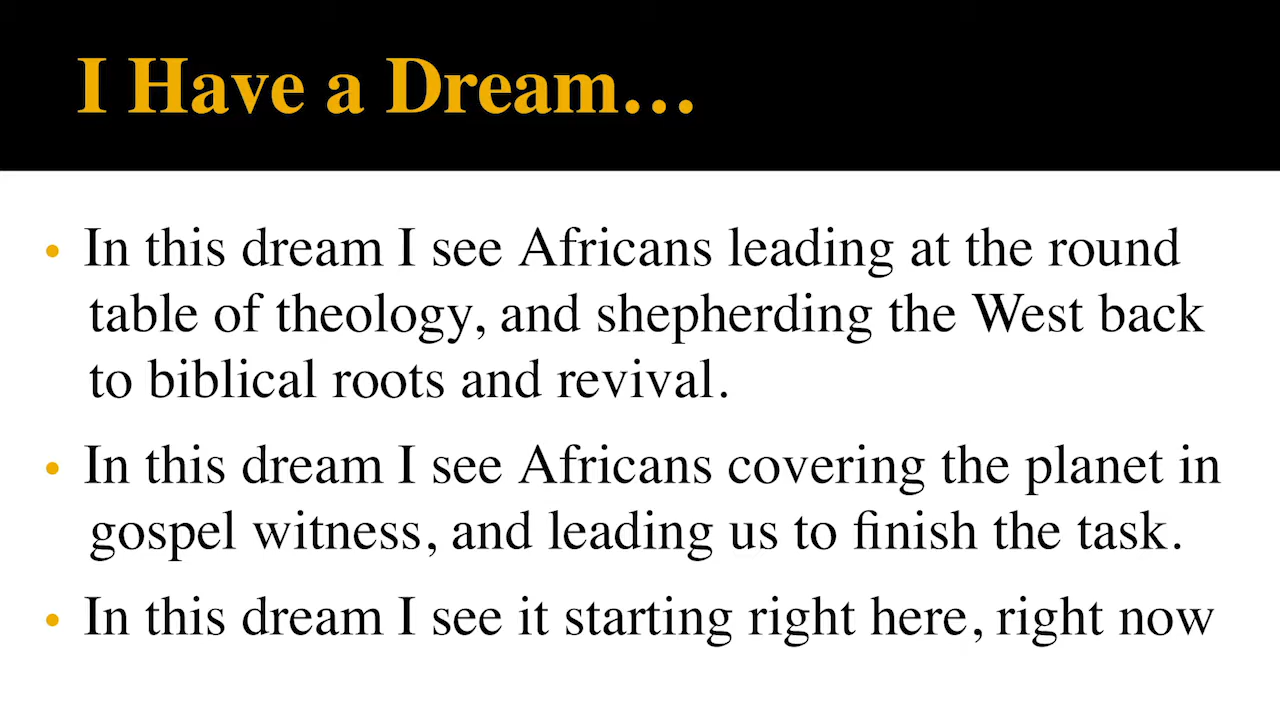 I Have a Dream…
• In this dream I see Africans leading at the round
table of theology, and shepherding the West back
to biblical roots and revival.
• In this dream I see Africans covering the planet in
gospel witness, and leading us to finish the task.
• In this dream I see it starting right here, right now